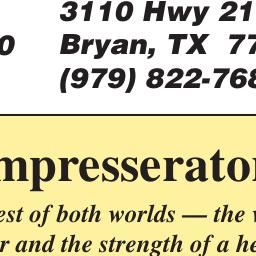 3110 Hwy 21
0 Bryan, TX 77
(979) 822-768
mpresserator
est of both worlds — the
r and the strength of a he